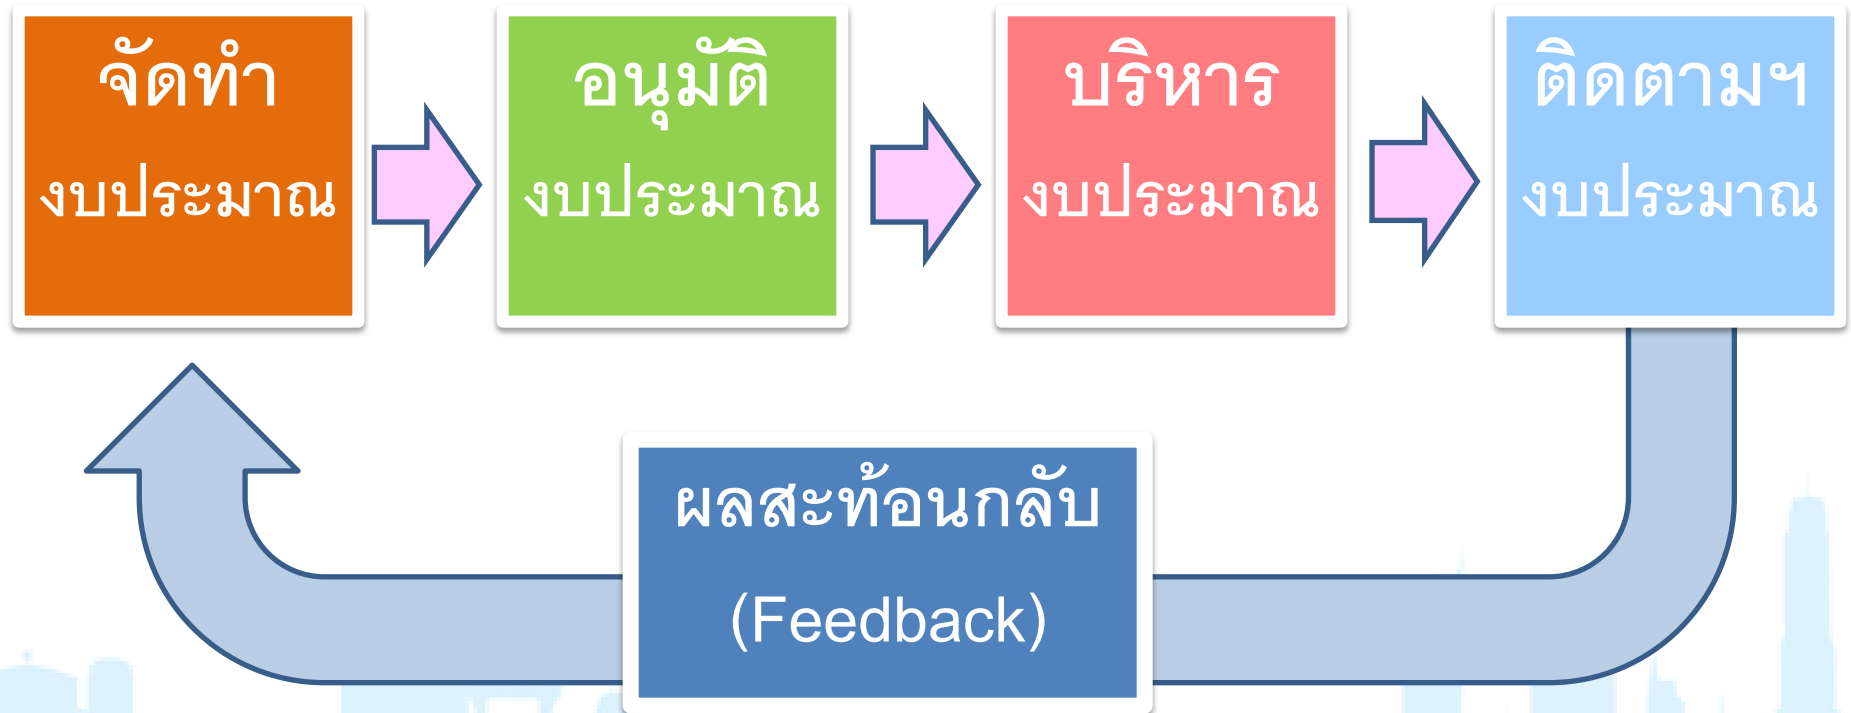 จัดทำ
งบประมาณ
อนุมัติ
งบประมาณ
บริหาร
งบประมาณ
ติดตามฯ
งบประมาณ
ผลสะท้อนกลับ
(Feedback)